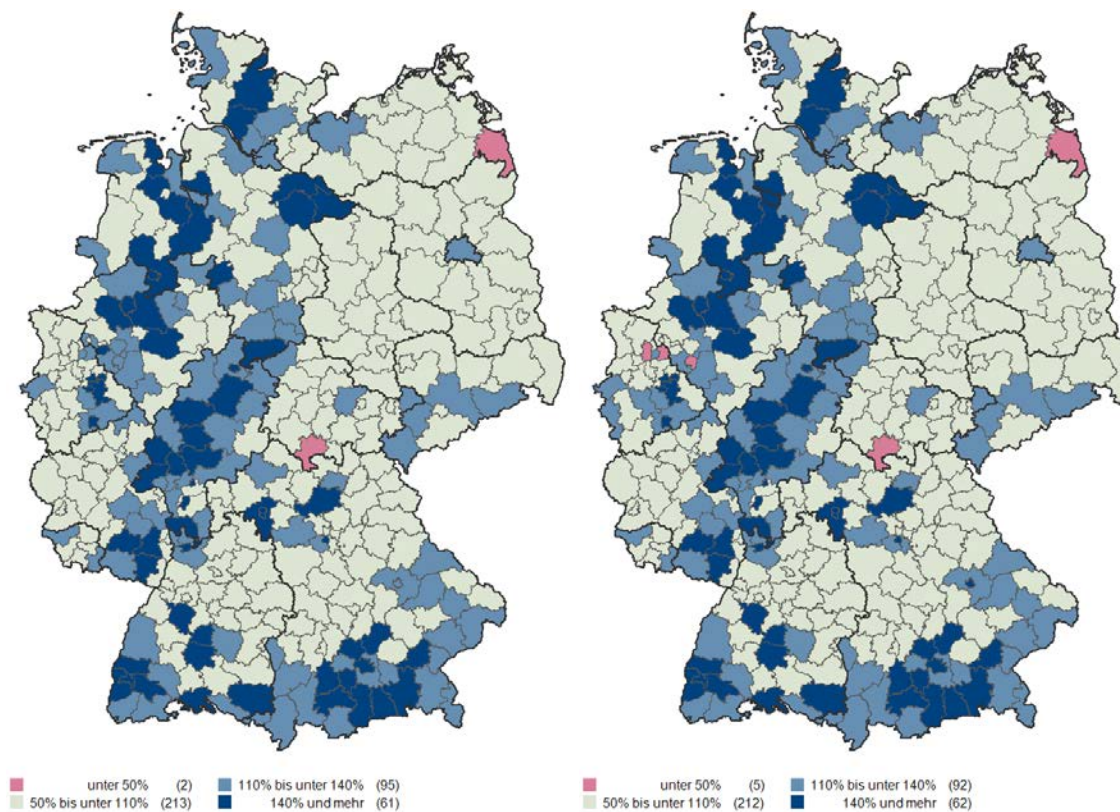 unter 50% (2) 110% bis unter 140% (95)
50% bis unter 110% (213) 140% und mehr (61)
unter 50% (5) 110% bis unter 140% (92)
50% bis unter 110% (212) 140% und mehr (62)